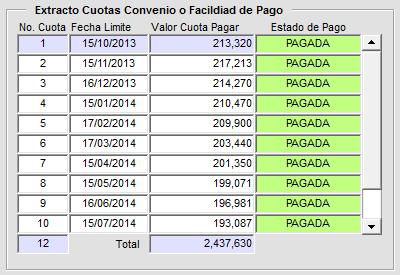 Extracto Cuotas Convenio o Facildiad de Pago
No. Cuota Fecha Limite Valor Cuota Pagar Estado de Pago
1 15/10/2013 213,320 PAGADA
2 15/11/2013 217,213 PAGADA
3 16/12/2013 214,270 PAGADA
4 15/01/2014 210,470 PAGADA
5 17/02/2014 209,900 PAGADA
6 17/03/2014 203,440 PAGADA
7 15/04/2014 201,350 PAGADA
8 15/05/2014 199,071 PAGADA
9 16/06/2014 196,981 PAGADA
10 15/07/2014 193,087 PAGADA
12 Total 2,437,630